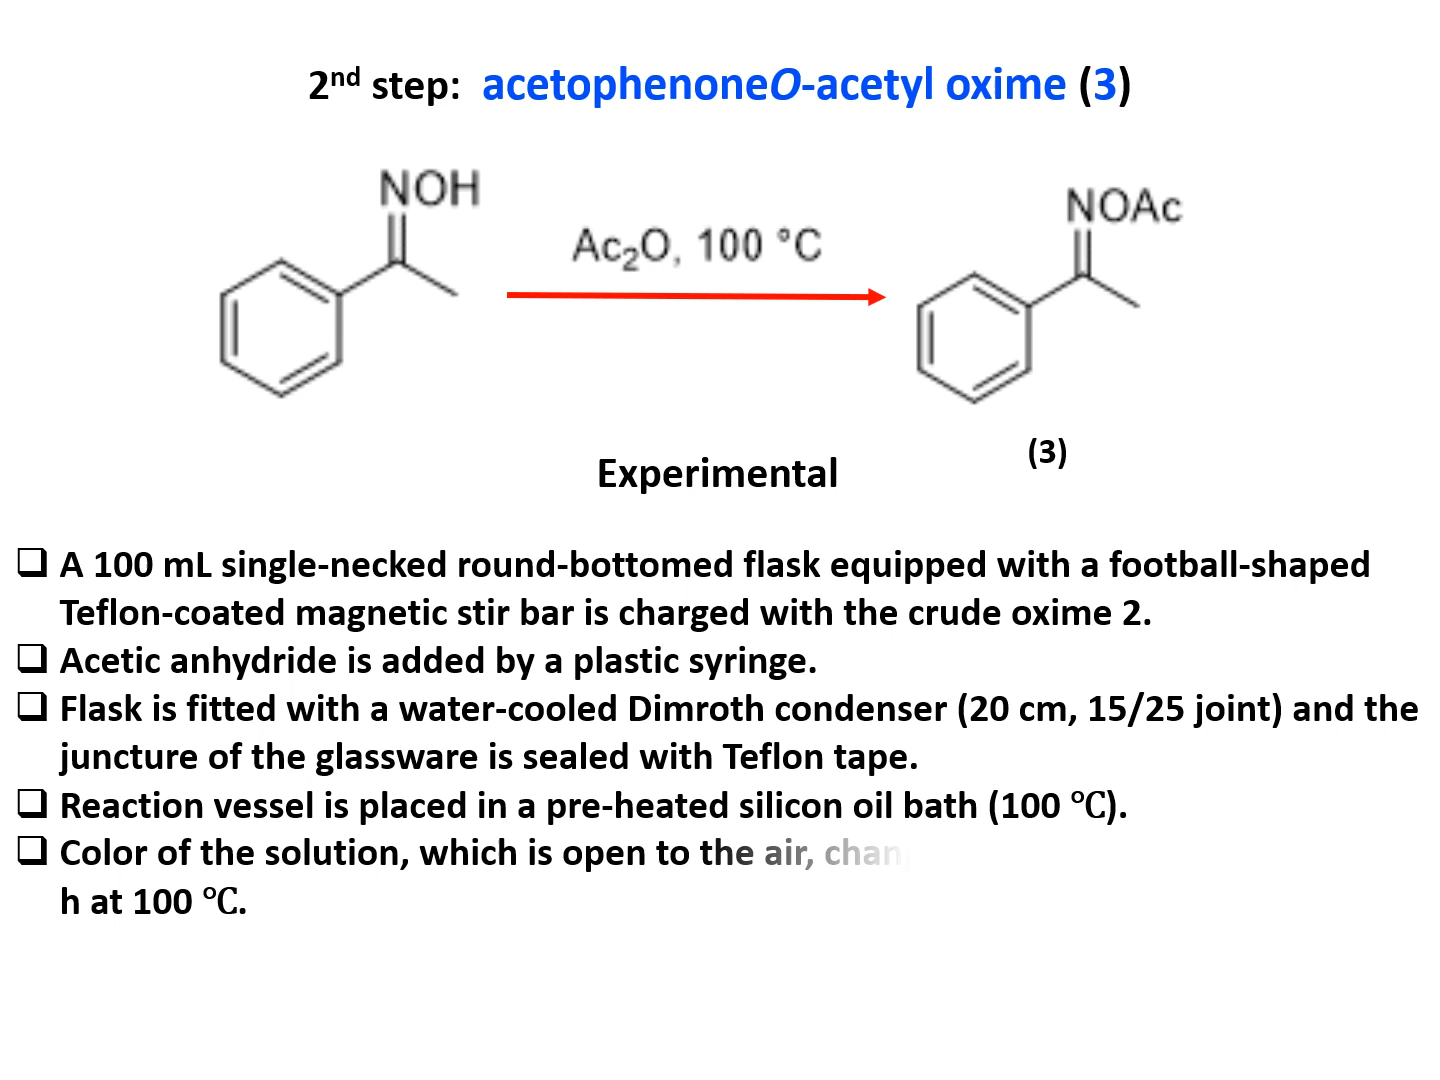 2nd step: acetophenoneO-acetyl oxime (3)
NOH
NOAc
Ac2O, 100 °C
(3)
Experimental
❑ A 100 mL single-necked round-bottomed flask equipped with a football-shaped
Teflon-coated magnetic stir bar is charged with the crude oxime 2.
❑ Acetic anhydride is added by a plastic syringe.
❑ Flask is fitted with a water-cooled Dimroth condenser (20 cm, 15/25 joint) and the
juncture of the glassware is sealed with Teflon tape.
❑ Reaction vessel is placed in a pre-heated silicon oil bath (100 °C).
❑ Color of the solution, which is open to the air,
h at 100 °C.